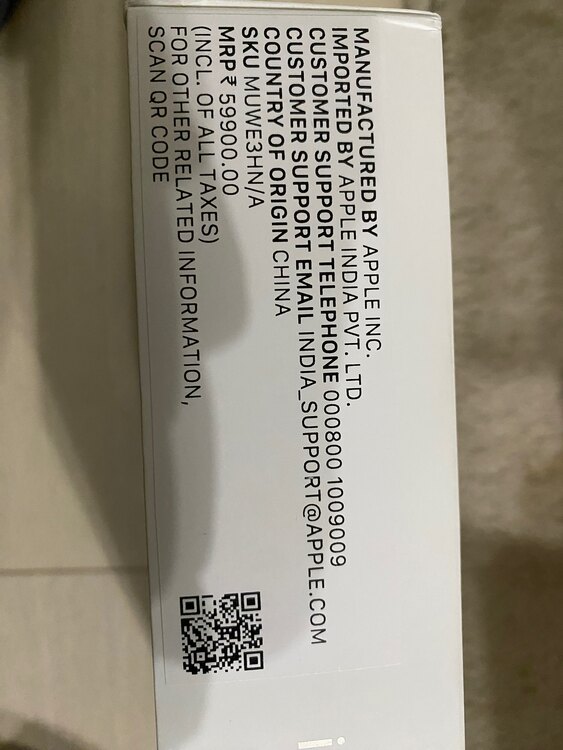 MANUFACTURED BY APPLE INC.
IMPORTED BY APPLE INDIA PVT. LTD.
CUSTOMER SUPPORT TELEPHONE 000800 1009009
CUSTOMER SUPPORT EMAIL INDIA_SUPPORT@APPLE.COM
COUNTRY OF ORIGIN CHINA
SKU MUWE3HN/A
MRP ₹ 59900.00
(INCL. OF ALL TAXES)
FOR OTHER RELATED INFORMATION,
SCAN QR CODE